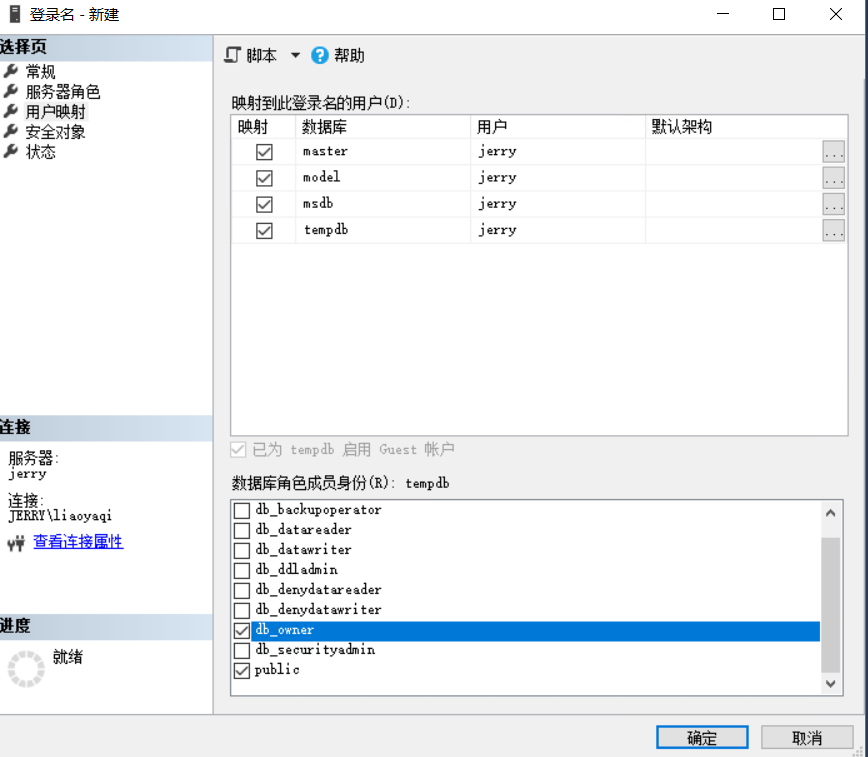 登录名 - 新建
选择页
常规
服务器角色
用户映射
安全对象
状态
连接
服务器:
jerry
连接:
JERRY\liaoyaqi
查看连接属性
进度
就绪
脚本 帮助
映射到此登录名的用户(D):
映射 数据库 用户 默认架构
master jerry ...
model jerry ...
msdb jerry ...
tempdb jerry ...
已为 tempdb 启用 Guest 帐户
数据库角色成员身份(R): tempdb
db_backupoperator
db_datareader
db_datawriter
db_ddladmin
db_denydatareader
db_denydatawriter
db_owner
db_securityadmin
public
确定 取消